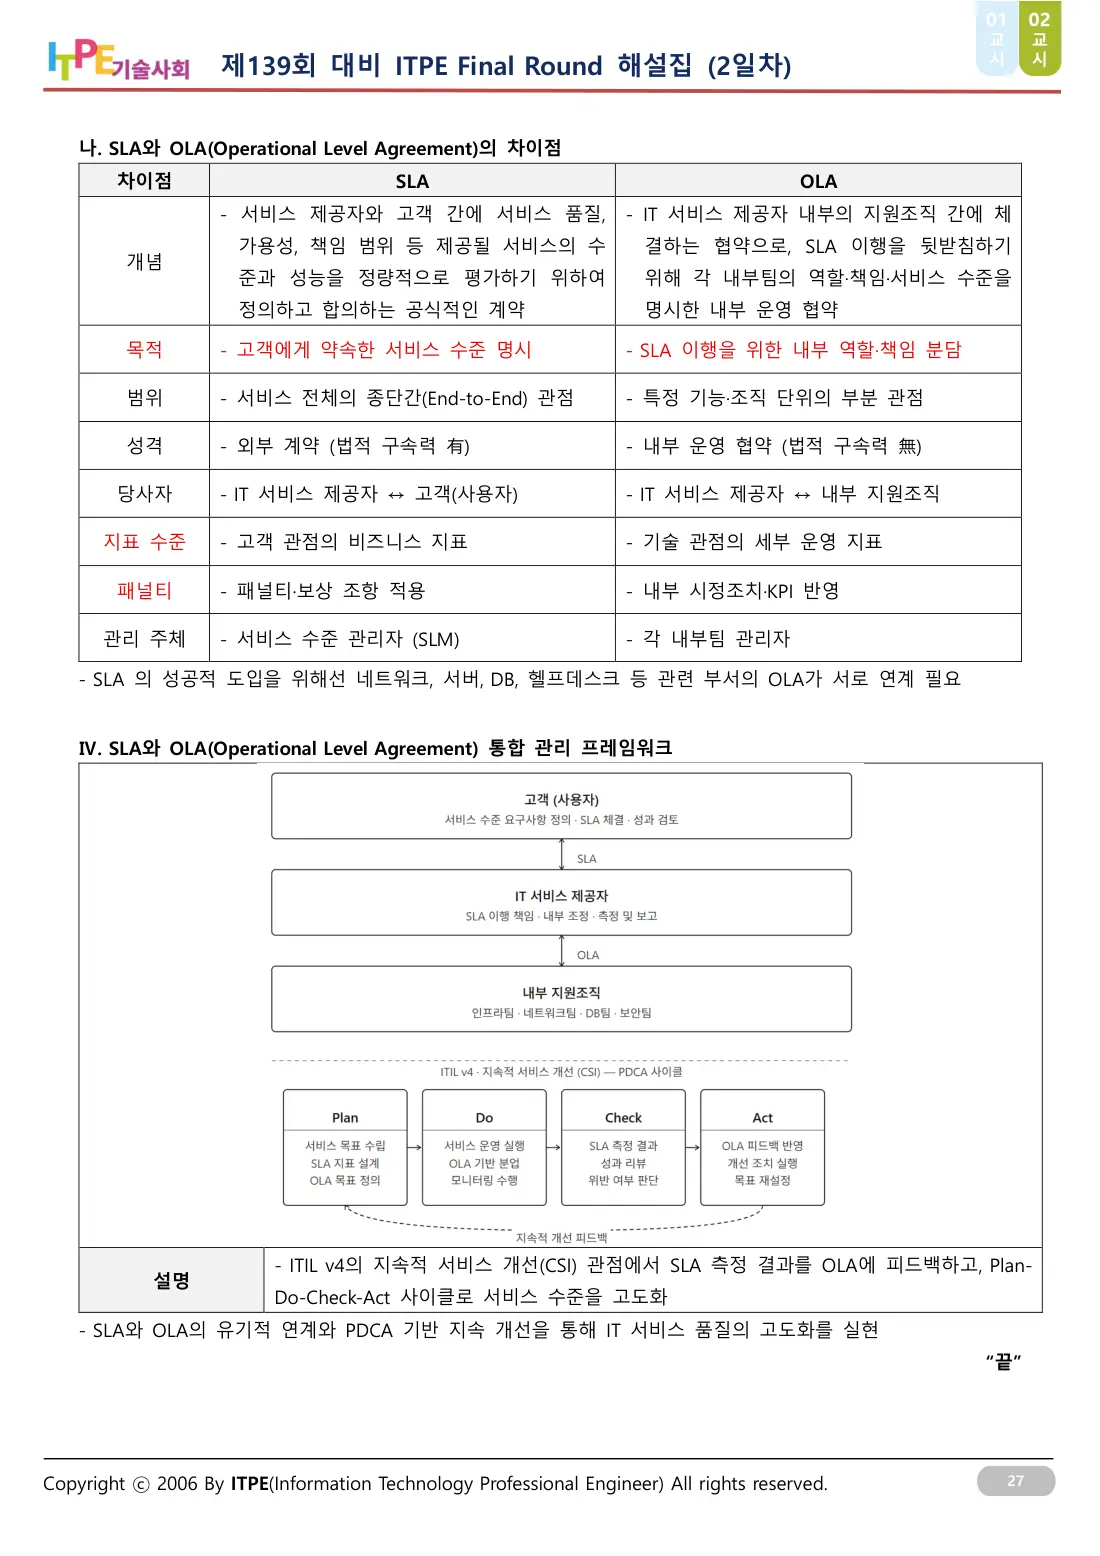 ITPE기술사회 제139회 대비 ITPE Final Round 해설집 (2일차)
01 교시
02 교시
나. SLA와 OLA(Operational Level Agreement)의 차이점
차이점 SLA OLA
개념
- 서비스 제공자와 고객 간에 서비스 품질,
가용성, 책임 범위 등 제공될 서비스의 수
준과 성능을 정량적으로 평가하기 위하여
정의하고 합의하는 공식적인 계약
- IT 서비스 제공자 내부의 지원조직 간에 체
결하는 협약으로, SLA 이행을 뒷받침하기
위해 각 내부팀의 역할·책임·서비스 수준을
명시한 내부 운영 협약
목적 - 고객에게 약속한 서비스 수준 명시 - SLA 이행을 위한 내부 역할·책임 분담
범위 - 서비스 전체의 종단간(End-to-End) 관점 - 특정 기능·조직 단위의 부분 관점
성격 - 외부 계약 (법적 구속력 有) - 내부 운영 협약 (법적 구속력 無)
당사자 - IT 서비스 제공자 ↔ 고객(사용자) - IT 서비스 제공자 ↔ 내부 지원조직
지표 수준 - 고객 관점의 비즈니스 지표 - 기술 관점의 세부 운영 지표
패널티 - 패널티·보상 조항 적용 - 내부 시정조치·KPI 반영
관리 주체 - 서비스 수준 관리자 (SLM) - 각 내부팀 관리자
- SLA 의 성공적 도입을 위해선 네트워크, 서버, DB, 헬프데스크 등 관련 부서의 OLA가 서로 연계 필요
IV. SLA와 OLA(Operational Level Agreement) 통합 관리 프레임워크
고객 (사용자)
서비스 수준 요구사항 정의 · SLA 체결 · 성과 검토
SLA
IT 서비스 제공자
SLA 이행 책임 · 내부 조정 · 측정 및 보고
OLA
내부 지원조직
인프라팀 · 네트워크팀 · DB팀 · 보안팀
ITIL v4 · 지속적 서비스 개선 (CSI) — PDCA 사이클
Plan
서비스 목표 수립
SLA 지표 설계
OLA 목표 정의
Do
서비스 운영 실행
OLA 기반 분업
모니터링 수행
Check
SLA 측정 결과
성과 리뷰
위반 여부 판단
Act
OLA 피드백 반영
개선 조치 실행
목표 재설정
지속적 개선 피드백
설명
- ITIL v4의 지속적 서비스 개선(CSI) 관점에서 SLA 측정 결과를 OLA에 피드백하고, Plan-
Do-Check-Act 사이클로 서비스 수준을 고도화
- SLA와 OLA의 유기적 연계와 PDCA 기반 지속 개선을 통해 IT 서비스 품질의 고도화를 실현
“끝”
Copyright ⓒ 2006 By ITPE(Information Technology Professional Engineer) All rights reserved.
27